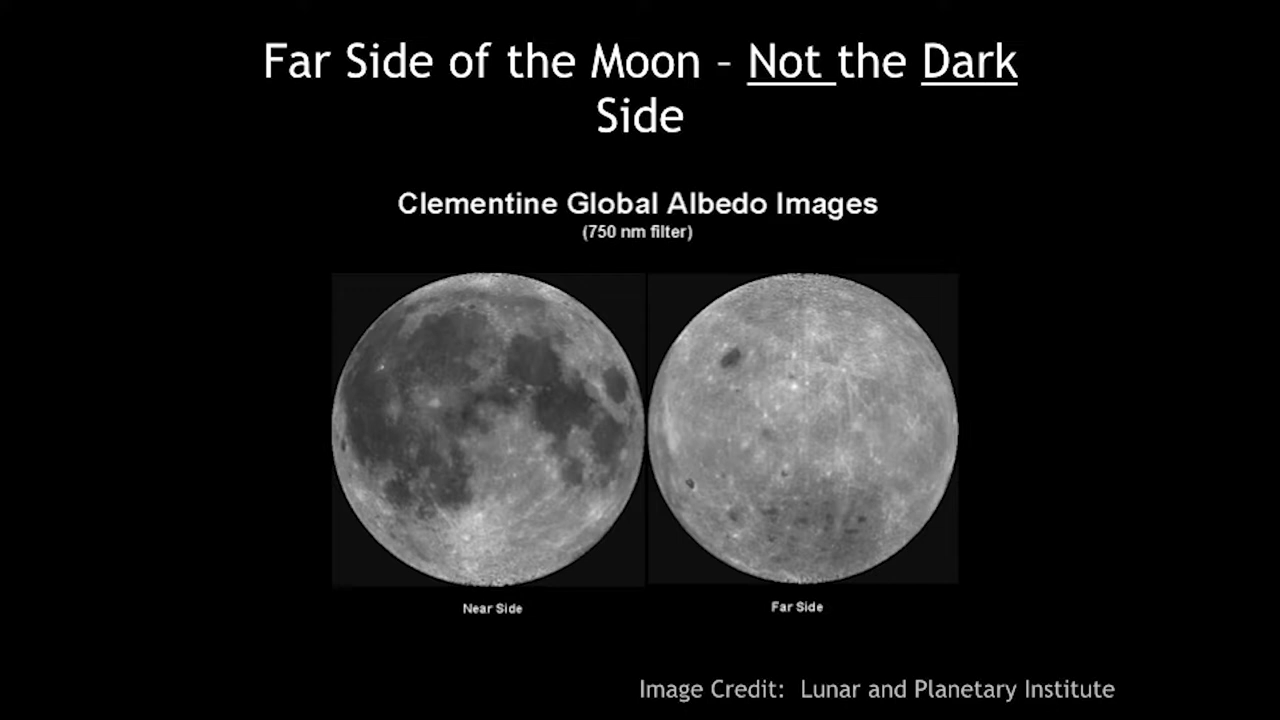 Far Side of the Moon – Not the Dark
Side
Clementine Global Albedo Images
(750 nm filter)
Near Side
Far Side
Image Credit: Lunar and Planetary Institute